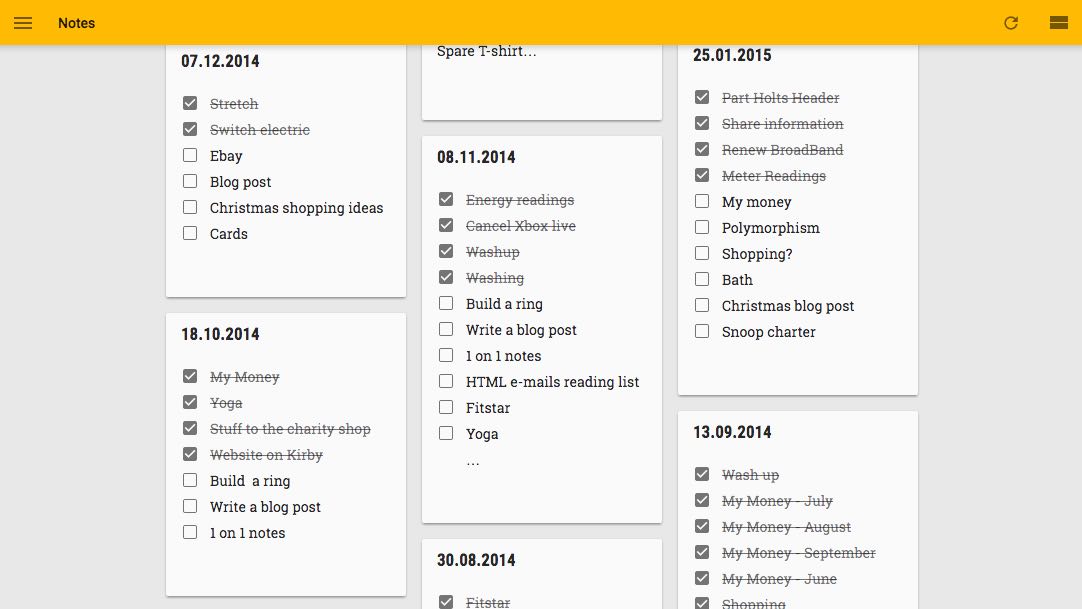 Notes
07.12.2014
Stretch
Switch electric
Ebay
Blog post
Christmas shopping ideas
Cards
18.10.2014
My Money
Yoga
Stuff to the charity shop
Website on Kirby
Build  a ring
Write a blog post
1 on 1 notes
Spare T-shirt...
08.11.2014
Energy readings
Cancel Xbox live
Washup
Washing
Build a ring
Write a blog post
1 on 1 notes
HTML e-mails reading list
Fitstar
Yoga
...
30.08.2014
Fitstar
25.01.2015
Part Holts Header
Share information
Renew BroadBand
Meter Readings
My money
Polymorphism
Shopping?
Bath
Christmas blog post
Snoop charter
13.09.2014
Wash up
My Money - July
My Money - August
My Money - September
My Money - June
Shopping